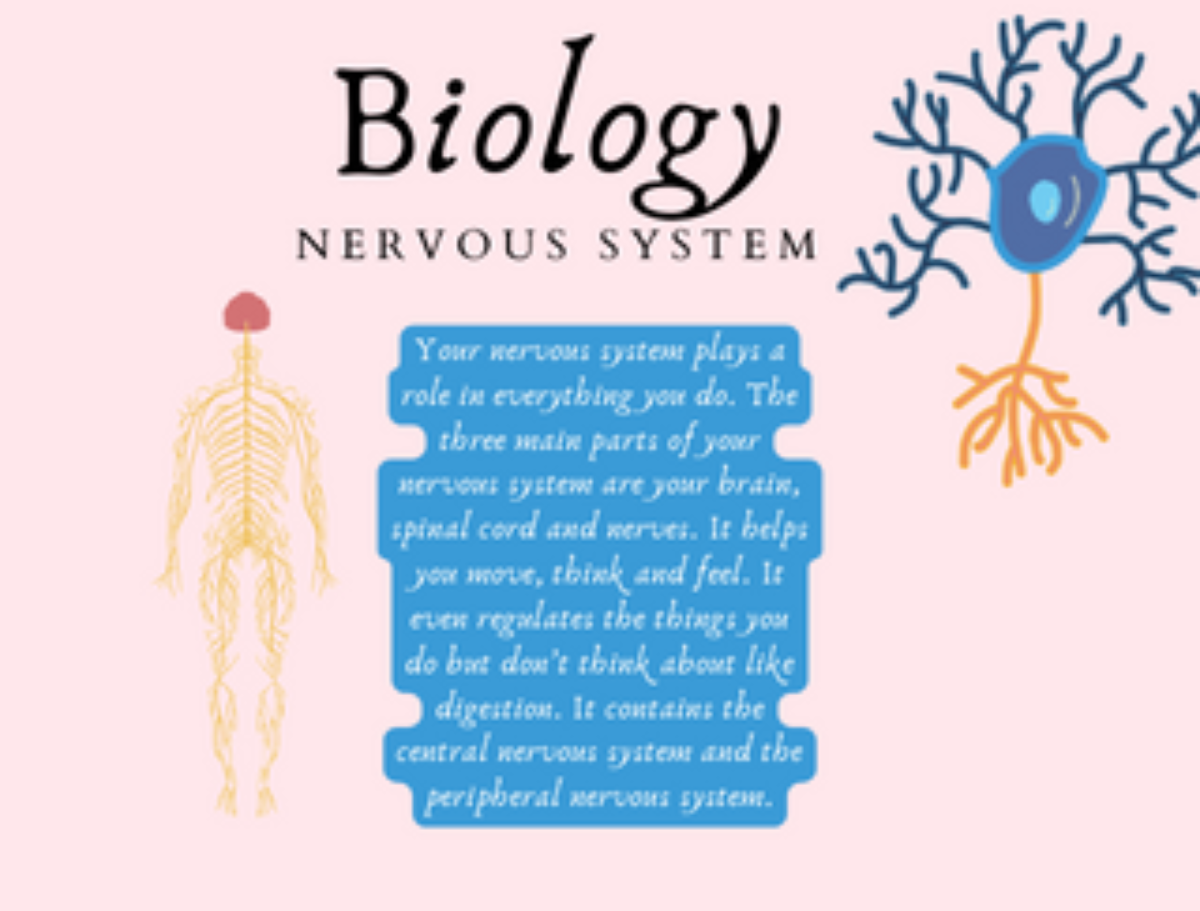 Biology
NERVOUS SYSTEM
Your nervous system plays a
role in everything you do. The
three main parts of your
nervous system are your brain,
spinal cord and nerves. It helps
you move, think and feel. It
even regulates the things you
do but don't think about like
digestion. It contains the
central nervous system and the
peripheral nervous system.